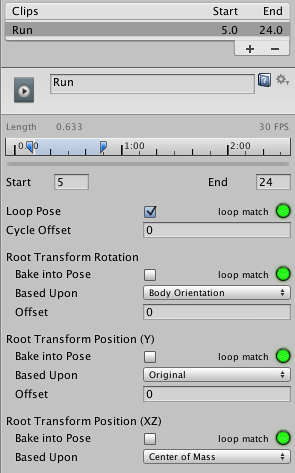 Clips Start End
Run 5.0 24.0
+ −
Run
Length 0.633 30 FPS
0:00 1:00 2:00
Start 5 End 24
Loop Pose loop match
Cycle Offset 0
Root Transform Rotation
Bake into Pose loop match
Based Upon Body Orientation
Offset 0
Root Transform Position (Y)
Bake into Pose loop match
Based Upon Original
Offset 0
Root Transform Position (XZ)
Bake into Pose loop match
Based Upon Center of Mass